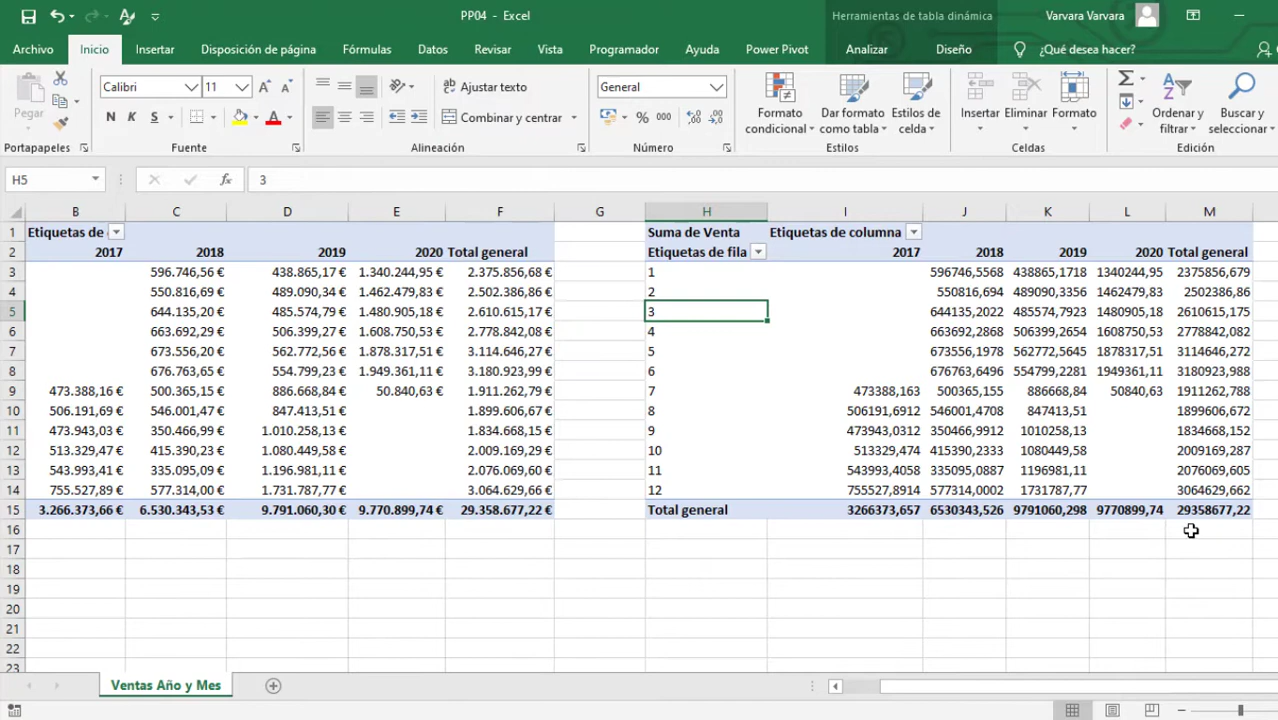 PP04 - Excel
Herramientas de tabla dinámica
Varvara Varvara
Archivo Inicio Insertar Disposición de página Fórmulas Datos Revisar Vista Programador Ayuda Power Pivot Analizar Diseño ¿Qué desea hacer?
Calibri 11 Ajustar texto General
Pegar N K S Combinar y centrar % 000
Formato condicional Dar formato como tabla Estilos de celda Insertar Eliminar Formato Ordenar y filtrar Buscar y seleccionar
Portapapeles Fuente Alineación Número Estilos Celdas Edición
H5 fx 3
B C D E F G H I J K L M
1 Etiquetas de Suma de Venta Etiquetas de columna
2 2017 2018 2019 2020 Total general Etiquetas de fila 2017 2018 2019 2020 Total general
3 596.746,56 € 438.865,17 € 1.340.244,95 € 2.375.856,68 € 1 596746,5568 438865,1718 1340244,95 2375856,679
4 550.816,69 € 489.090,34 € 1.462.479,83 € 2.502.386,86 € 2 550816,694 489090,3356 1462479,83 2502386,86
5 644.135,20 € 485.574,79 € 1.480.905,18 € 2.610.615,17 € 3 644135,2022 485574,7923 1480905,18 2610615,175
6 663.692,29 € 506.399,27 € 1.608.750,53 € 2.778.842,08 € 4 663692,2868 506399,2654 1608750,53 2778842,082
7 673.556,20 € 562.772,56 € 1.878.317,51 € 3.114.646,27 € 5 673556,1978 562772,5645 1878317,51 3114646,272
8 676.763,65 € 554.799,23 € 1.949.361,11 € 3.180.923,99 € 6 676763,6496 554799,2281 1949361,11 3180923,988
9 473.388,16 € 500.365,15 € 886.668,84 € 50.840,63 € 1.911.262,79 € 7 473388,163 500365,155 886668,84 50840,63 1911262,788
10 506.191,69 € 546.001,47 € 847.413,51 € 1.899.606,67 € 8 506191,6912 546001,4708 847413,51 1899606,672
11 473.943,03 € 350.466,99 € 1.010.258,13 € 1.834.668,15 € 9 473943,0312 350466,9912 1010258,13 1834668,152
12 513.329,47 € 415.390,23 € 1.080.449,58 € 2.009.169,29 € 10 513329,474 415390,2333 1080449,58 2009169,287
13 543.993,41 € 335.095,09 € 1.196.981,11 € 2.076.069,60 € 11 543993,4058 335095,0887 1196981,11 2076069,605
14 755.527,89 € 577.314,00 € 1.731.787,77 € 3.064.629,66 € 12 755527,8914 577314,0002 1731787,77 3064629,662
15 3.266.373,66 € 6.530.343,53 € 9.791.060,30 € 9.770.899,74 € 29.358.677,22 € Total general 3266373,657 6530343,526 9791060,298 9770899,74 29358677,22
16
17
18
19
20
21
22
23
Ventas Año y Mes